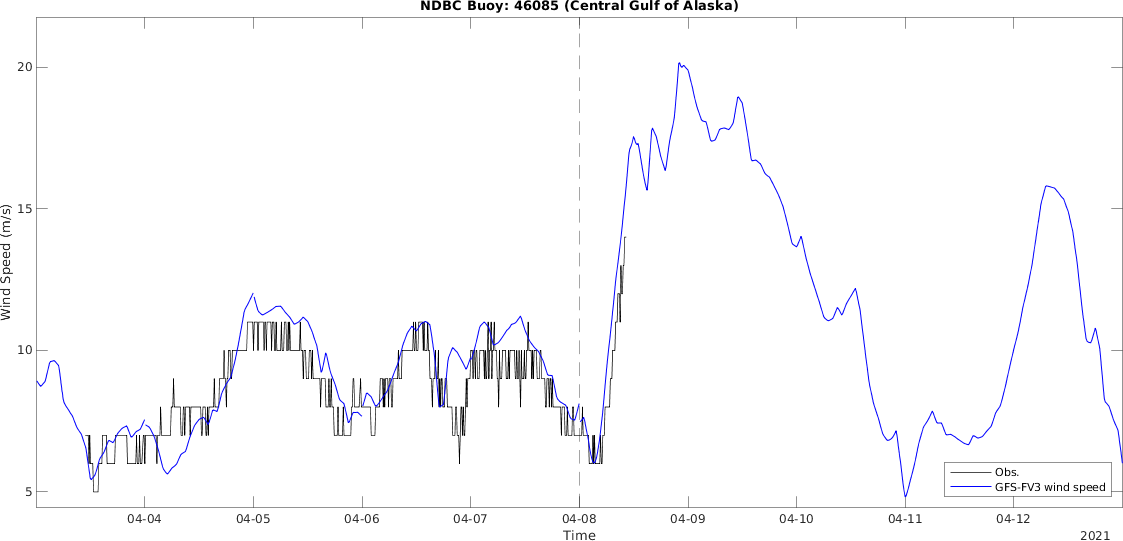 NDBC Buoy: 46085 (Central Gulf of Alaska)
20
15
10
5
Wind Speed (m/s)
04-04 04-05 04-06 04-07 04-08 04-09 04-10 04-11 04-12
Time
2021
Obs.
GFS-FV3 wind speed